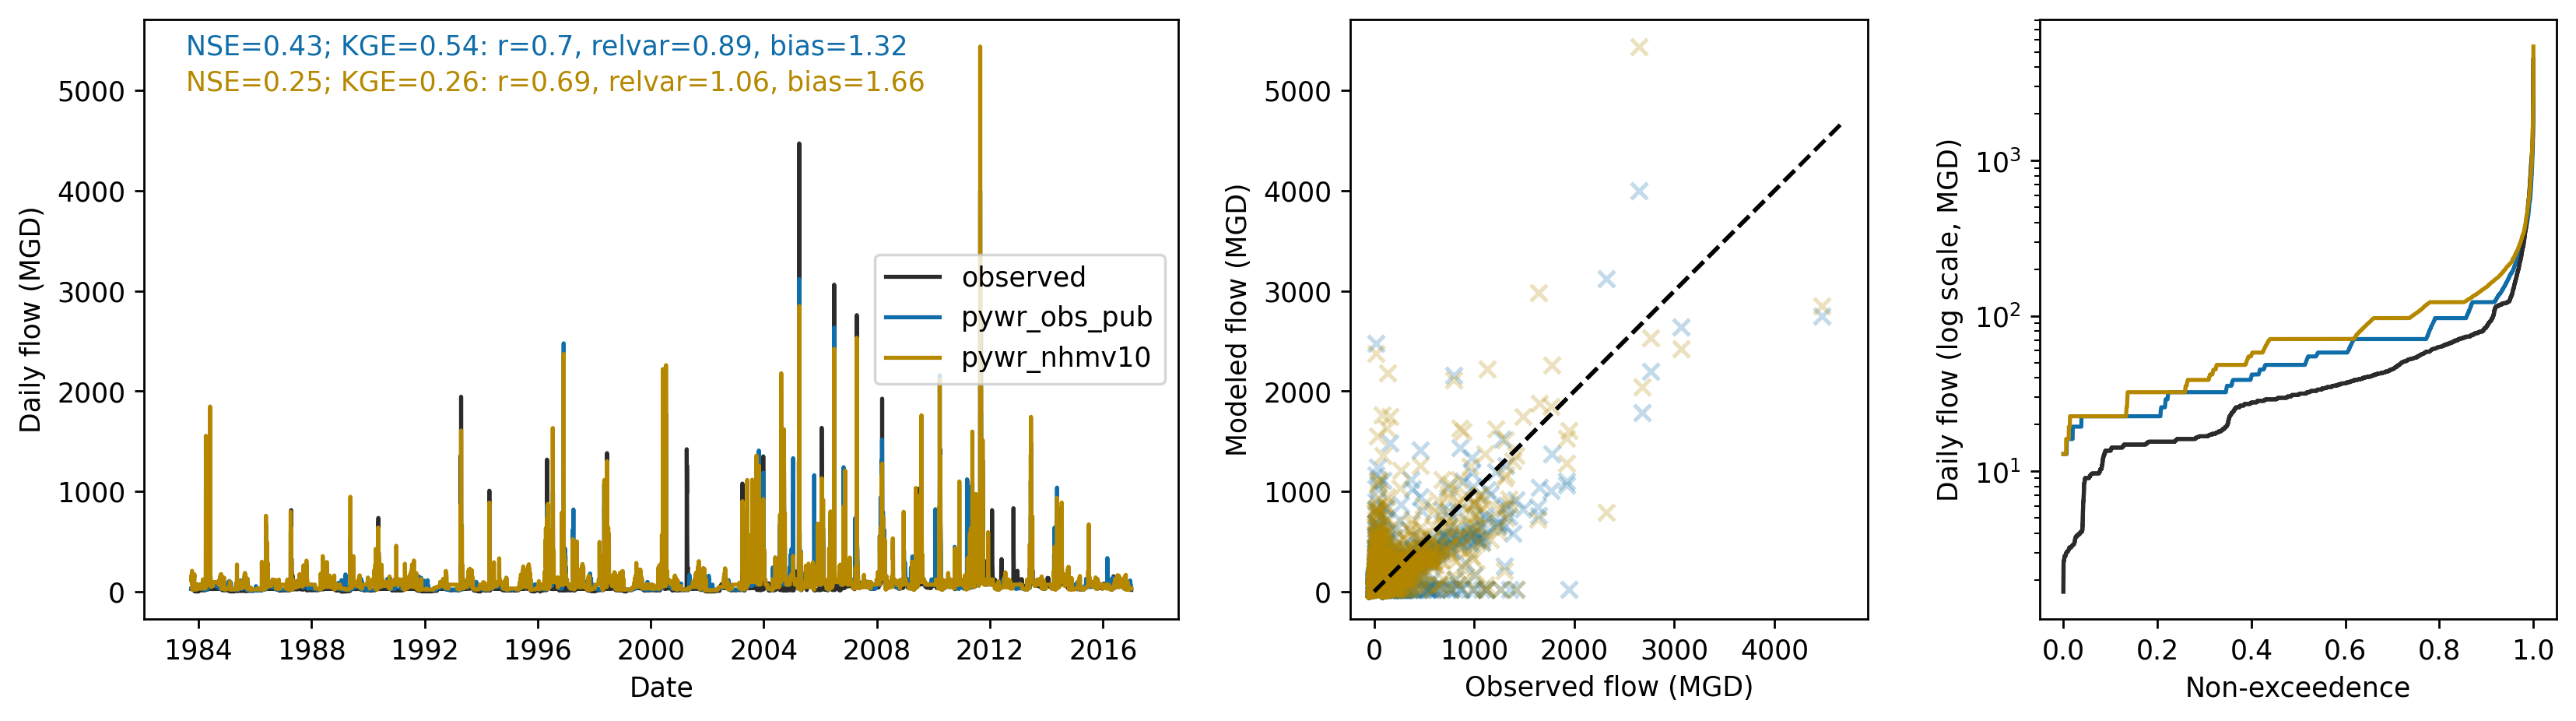 NSE=0.43; KGE=0.54: r=0.7, relvar=0.89, bias=1.32
NSE=0.25; KGE=0.26: r=0.69, relvar=1.06, bias=1.66
Daily flow (MGD)
5000
4000
3000
2000
1000
0
observed
pywr_obs_pub
pywr_nhmv10
1984 1988 1992 1996 2000 2004 2008 2012 2016
Date
Modeled flow (MGD)
5000
4000
3000
2000
1000
0
0 1000 2000 3000 4000
Observed flow (MGD)
Daily flow (log scale, MGD)
10³
10²
10¹
0.0 0.2 0.4 0.6 0.8 1.0
Non-exceedence